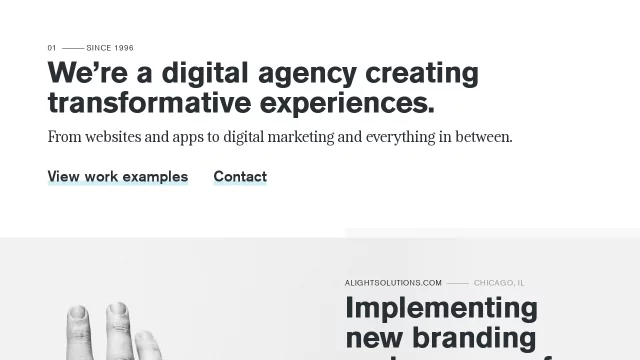 01 SINCE 1996
We’re a digital agency creating
transformative experiences.
From websites and apps to digital marketing and everything in between.
View work examples Contact
ALIGHTSOLUTIONS.COM CHICAGO, IL
Implementing
new branding